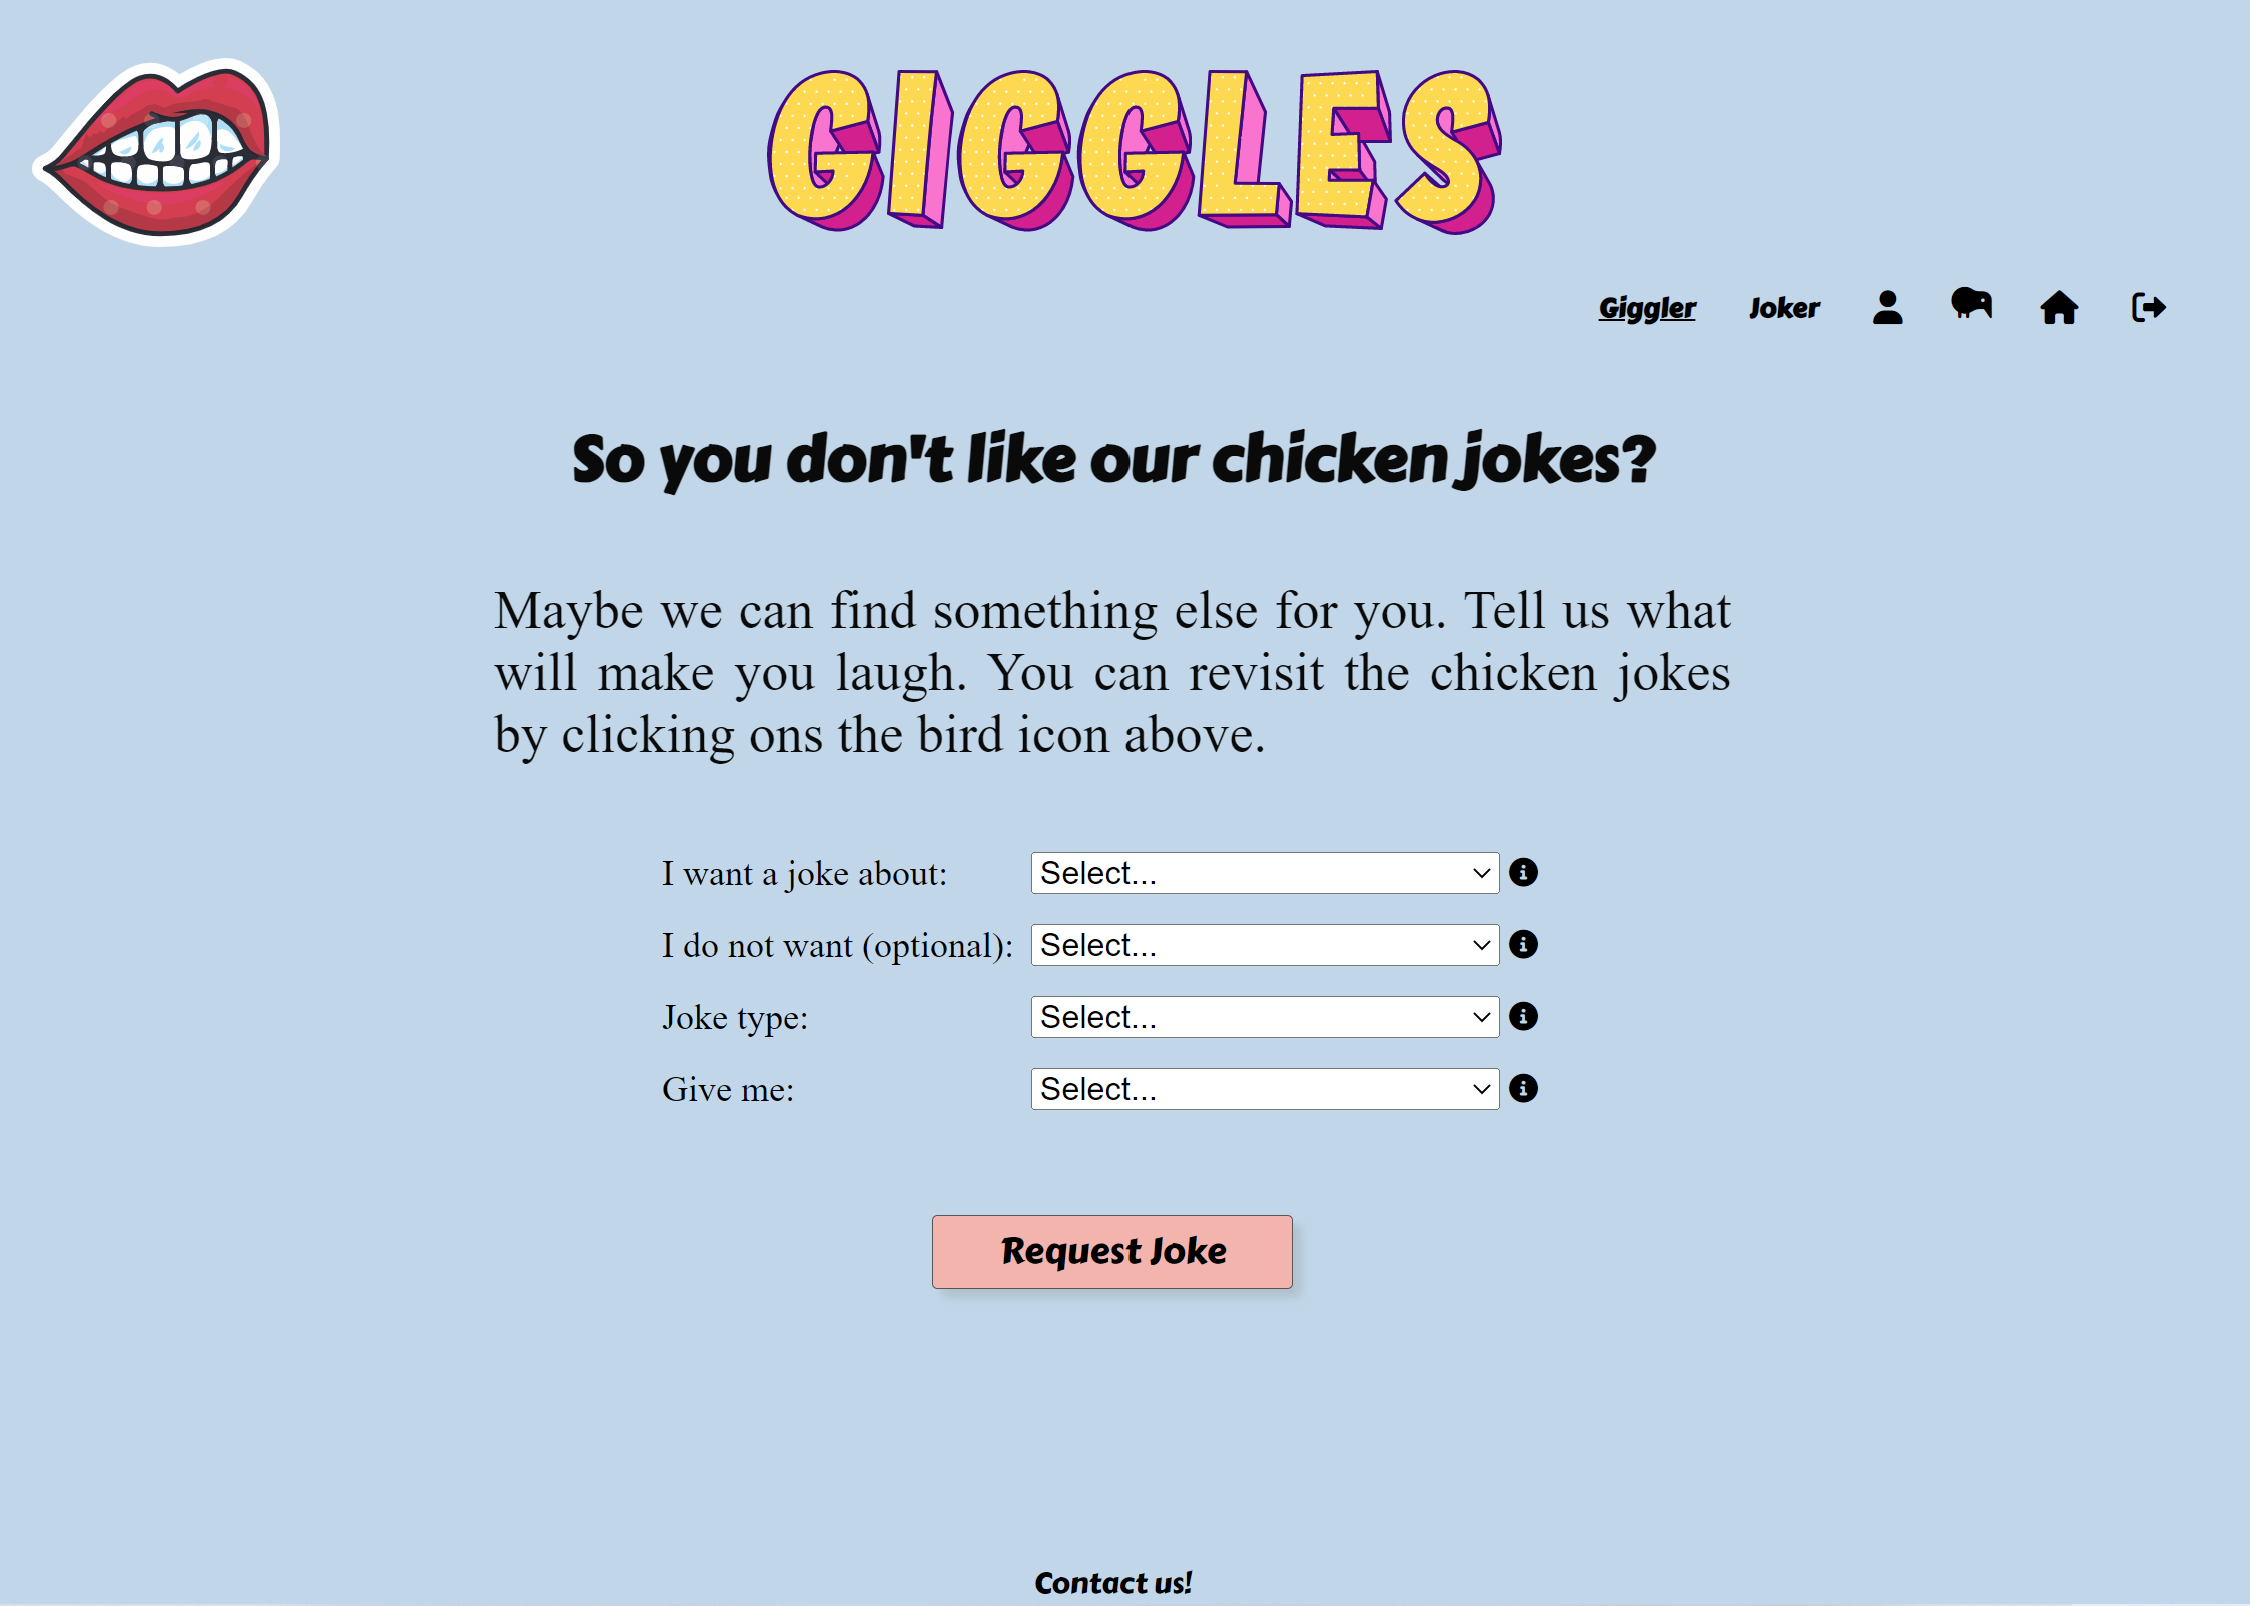 GIGGLES
Giggler Joker
So you don't like our chicken jokes?
Maybe we can find something else for you. Tell us what
will make you laugh. You can revisit the chicken jokes
by clicking ons the bird icon above.
I want a joke about: Select...
I do not want (optional): Select...
Joke type: Select...
Give me: Select...
Request Joke
Contact us!